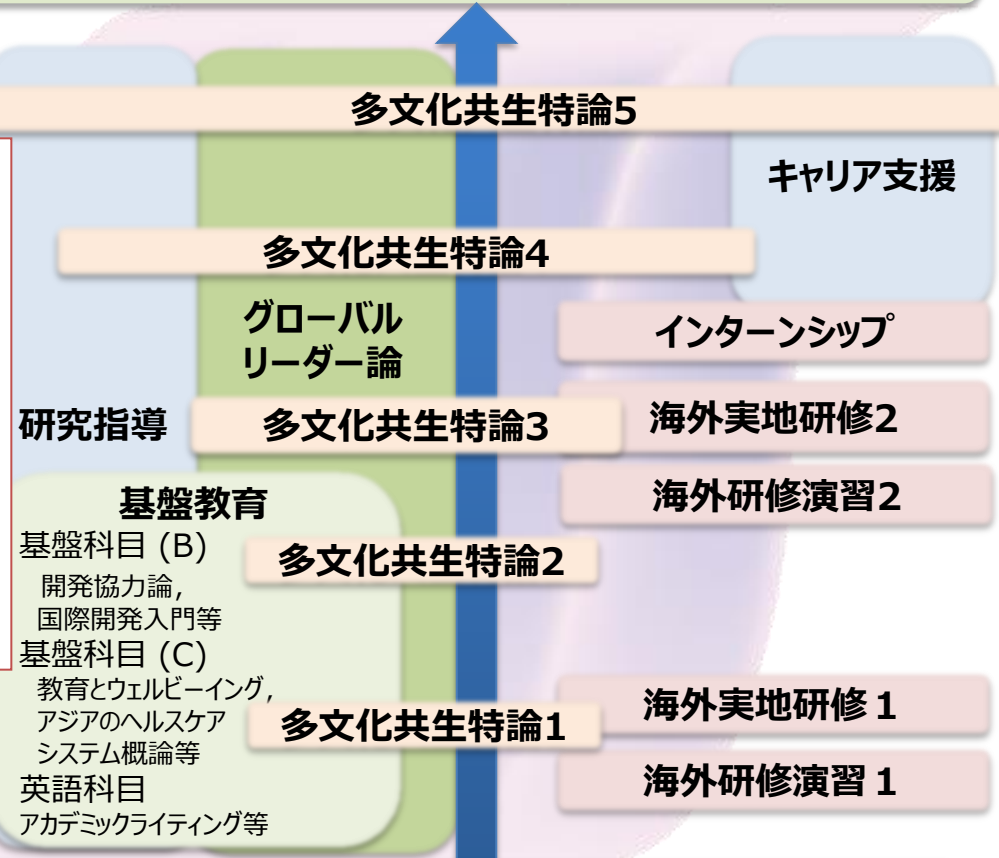 多文化共生特論5
キャリア支援
多文化共生特論4
グローバル
リーダー論
インターンシップ
研究指導
多文化共生特論3
海外実地研修2
海外研修演習2
基盤教育
基盤科目 (B)
開発協力論,
国際開発入門等
多文化共生特論2
基盤科目 (C)
教育とウェルビーイング,
アジアのヘルスケア
システム概論等
多文化共生特論1
海外実地研修１
英語科目
アカデミックライティング等
海外研修演習１